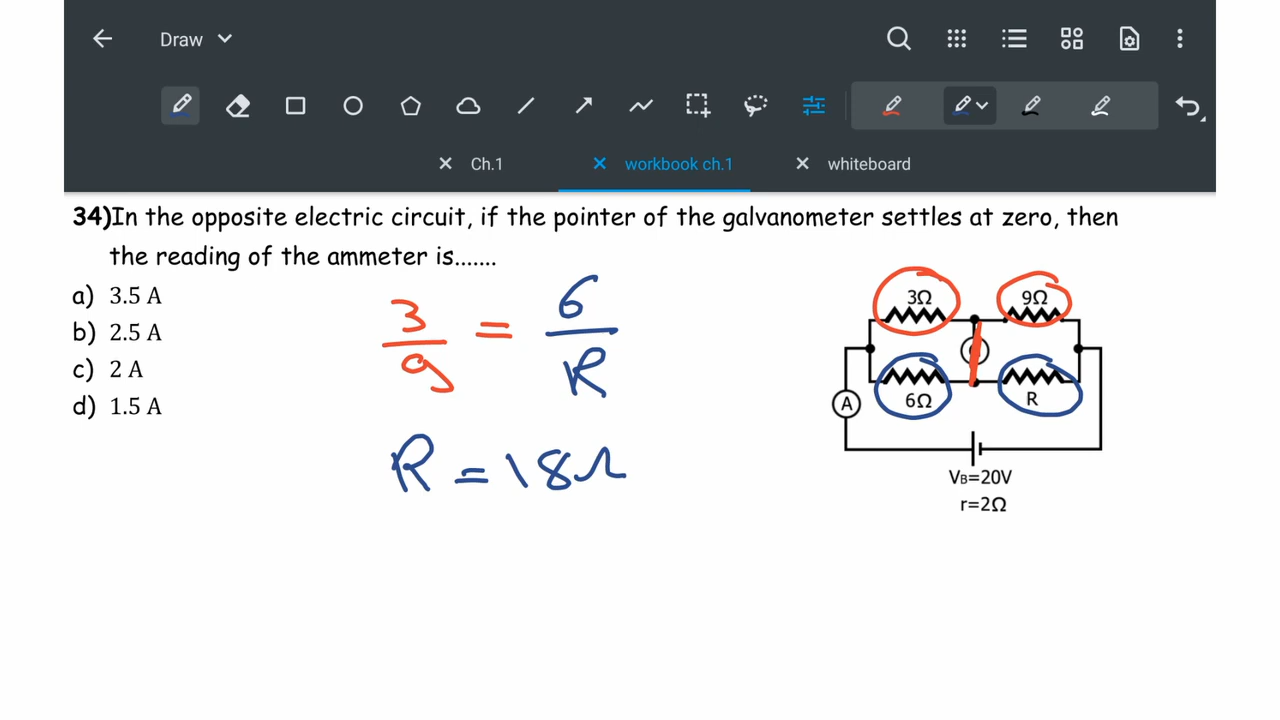 Draw
Ch.1
workbook ch.1
whiteboard
34)In the opposite electric circuit, if the pointer of the galvanometer settles at zero, then
the reading of the ammeter is.......
a) 3.5 A
b) 2.5 A
c) 2 A
d) 1.5 A
3
9
=
6
R
R = 18Ω
3Ω
9Ω
A
6Ω
R
VB=20V
r=2Ω